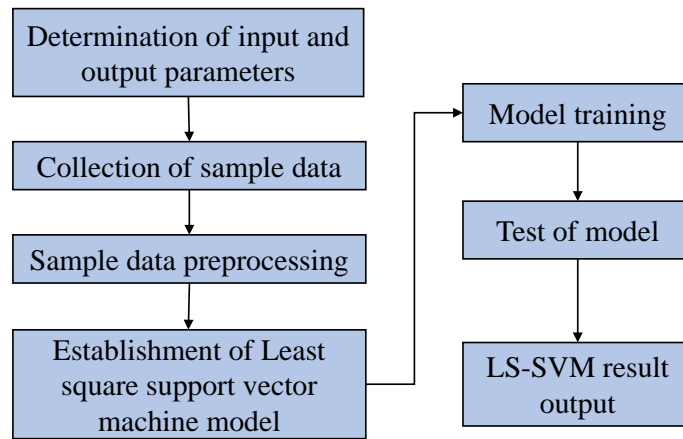 Determination of input and
output parameters
Collection of sample data
Sample data preprocessing
Establishment of Least
square support vector
machine model
Model training
Test of model
LS-SVM result
output